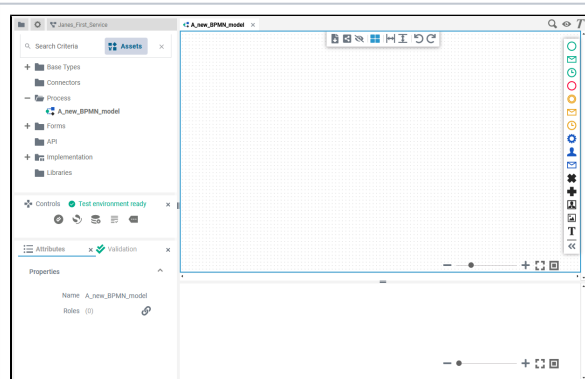 Janes_First_Service
A_new_BPMN_model
T
Search Criteria
Assets
Base Types
Connectors
Process
A_new_BPMN_model
Forms
API
Implementation
Libraries
Controls
Test environment ready
Attributes
Validation
Properties
Name A_new_BPMN_model
Roles (0)
T